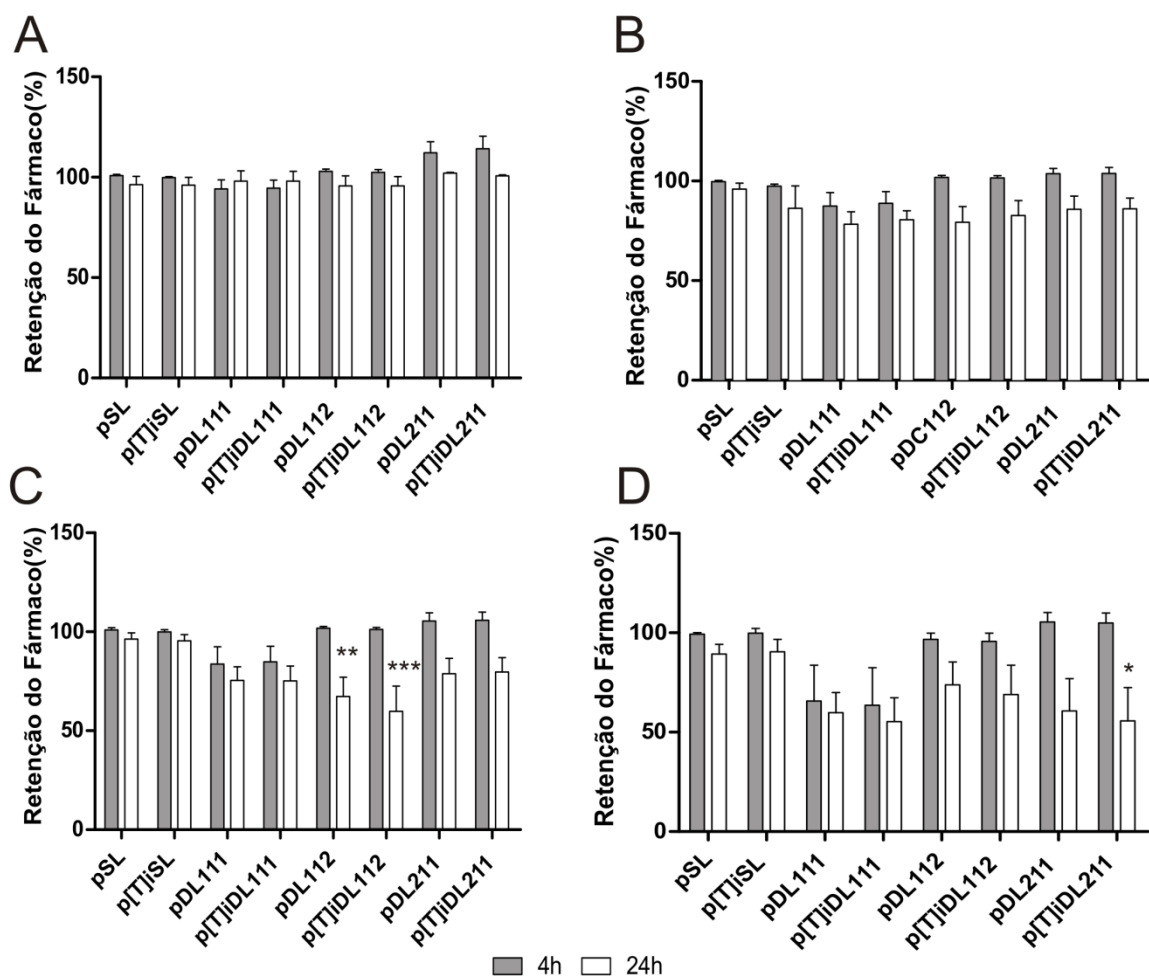 A
Retenção do Fármaco(%)
150
100
50
0
pSL
p[T]iSL
pDL111
p[T]iDL111
pDL112
p[T]iDL112
pDL211
p[T]iDL211
B
Retenção do Fármaco(%)
150
100
50
0
pSL
p[T]iSL
pDL111
p[T]iDL111
pDC112
p[T]iDL112
pDL211
p[T]iDL211
C
Retenção do Fármaco(%)
150
100
50
0
**
***
pSL
p[T]iSL
pDL111
p[T]iDL111
pDL112
p[T]iDL112
pDL211
p[T]iDL211
D
Retenção do Fármaco%)
150
100
50
0
*
pSL
p[T]iSL
pDL111
p[T]iDL111
pDL112
p[T]iDL112
pDL211
p[T]iDL211
4h 24h